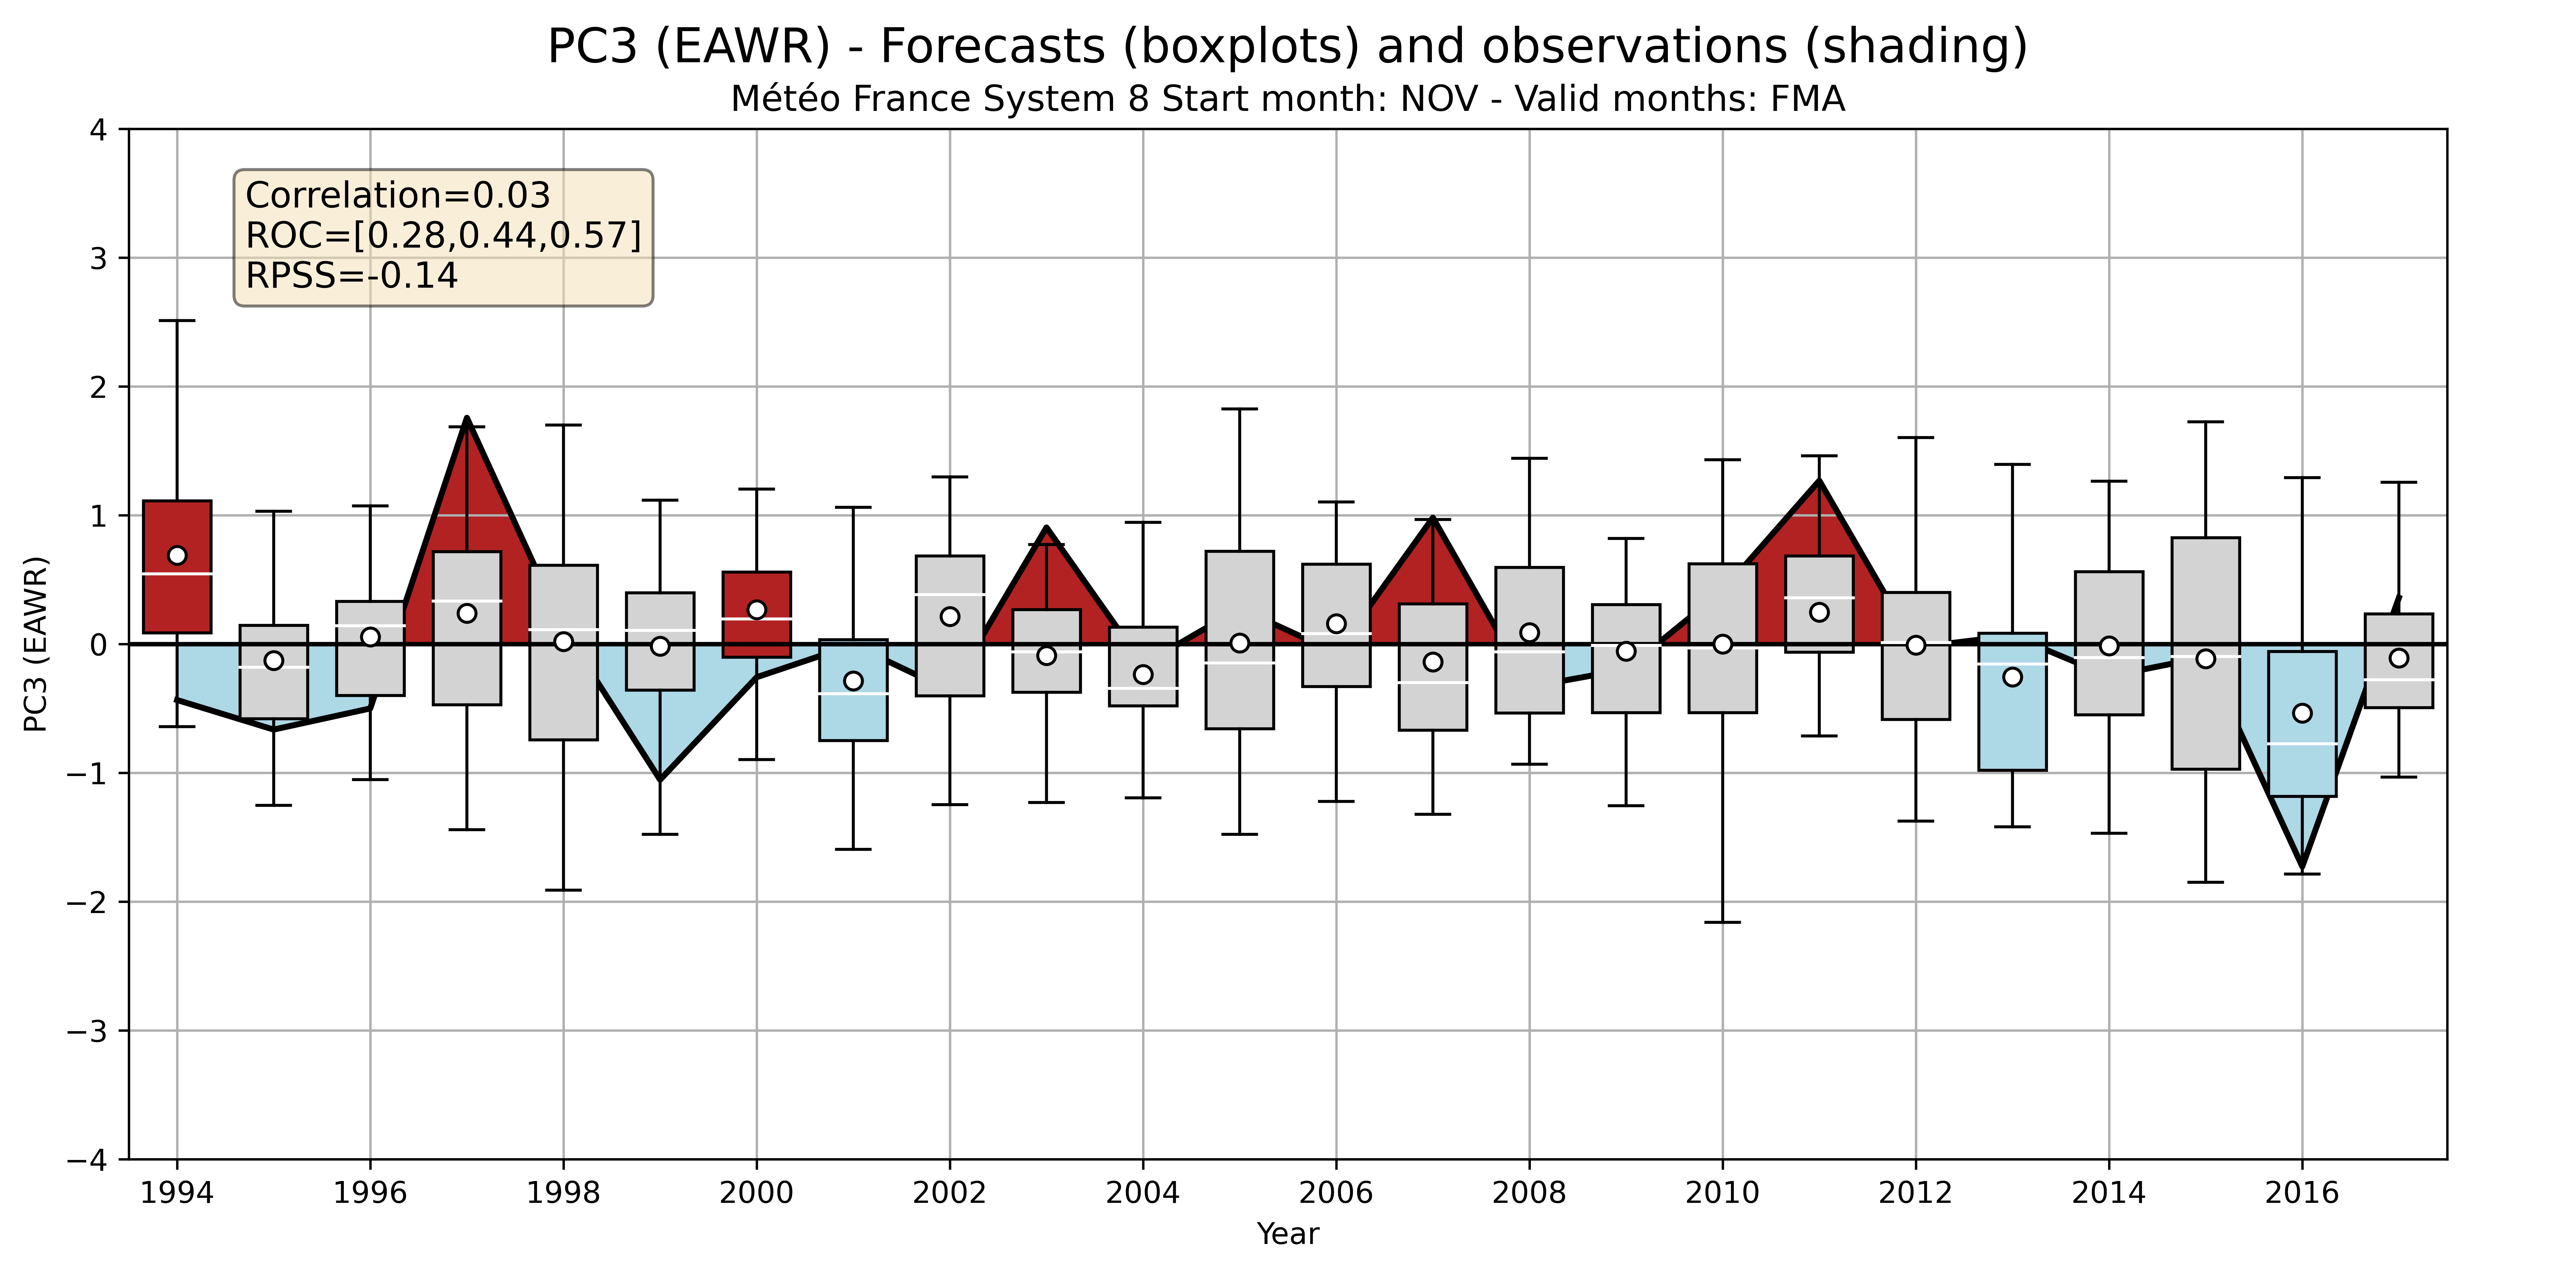 PC3 (EAWR) - Forecasts (boxplots) and observations (shading)
Météo France System 8 Start month: NOV - Valid months: FMA
Correlation=0.03
ROC=[0.28,0.44,0.57]
RPSS=-0.14
PC3 (EAWR)
4
3
2
1
0
−1
−2
−3
−4
1994 1996 1998 2000 2002 2004 2006 2008 2010 2012 2014 2016
Year